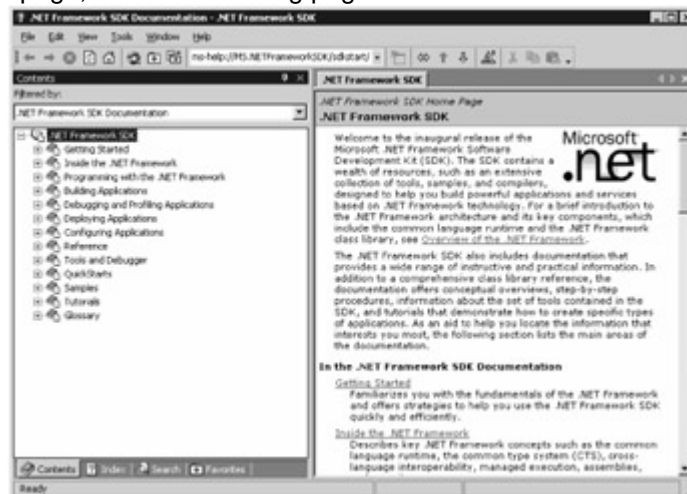 .NET Framework SDK Documentation - .NET Framework SDK
File Edit View Tools Window Help
ms-help://MS.NETFrameworkSDK/sdkstart/
Contents
Filtered by:
.NET Framework SDK Documentation
.NET Framework SDK
Getting Started
Inside the .NET Framework
Programming with the .NET Framework
Building Applications
Debugging and Profiling Applications
Deploying Applications
Configuring Applications
Reference
Tools and Debugger
QuickStarts
Samples
Tutorials
Glossary
Contents Index Search Favorites
Ready
.NET Framework SDK
.NET Framework SDK Home Page
.NET Framework SDK
Microsoft
.net
Welcome to the inaugural release of the
Microsoft .NET Framework Software
Development Kit (SDK). The SDK contains a
wealth of resources, such as an extensive
collection of tools, samples, and compilers,
designed to help you build powerful applications and services
based on .NET Framework technology. For a brief introduction to
the .NET Framework architecture and its key components, which
include the common language runtime and the .NET Framework
class library, see Overview of the .NET Framework.
The .NET Framework SDK also includes documentation that
provides a wide range of instructive and practical information. In
addition to a comprehensive class library reference, the
documentation offers conceptual overviews, step-by-step
procedures, information about the set of tools contained in the
SDK, and tutorials that demonstrate how to create specific types
of applications. As an aid to help you locate the information that
interests you most, the following section lists the main areas of
the documentation.
In the .NET Framework SDK Documentation
Getting Started
Familiarizes you with the fundamentals of the .NET Framework
and offers strategies to help you use the .NET Framework SDK
quickly and efficiently.
Inside the .NET Framework
Describes key .NET Framework concepts such as the common
language runtime, the common type system (CTS), cross-
language interoperability, managed execution, assemblies,